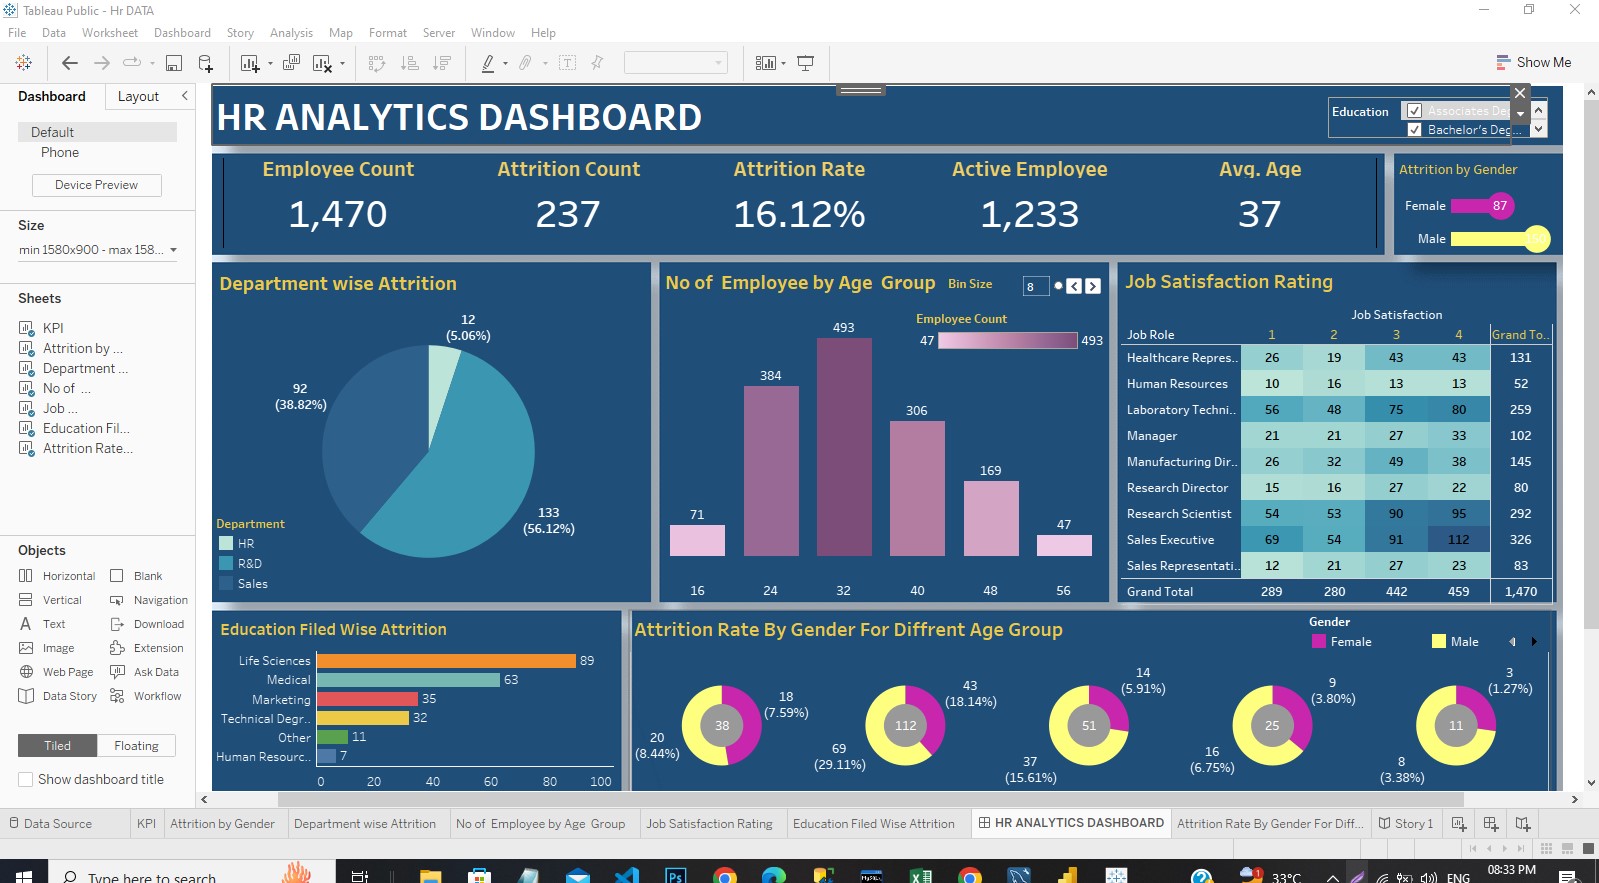 Tableau Public - Hr DATA
File Data Worksheet Dashboard Story Analysis Map Format Server Window Help
Show Me
Dashboard Layout
Default
Phone
Device Preview
Size
min 1580x900 - max 158...
Sheets
KPI
Attrition by ...
Department ...
No of ...
Job ...
Education Fil...
Attrition Rate...
Objects
Horizontal Blank
Vertical Navigation
Text Download
Image Extension
Web Page Ask Data
Data Story Workflow
Tiled Floating
Show dashboard title
HR ANALYTICS DASHBOARD
Education
Associates Deg
Bachelor's Deg...
Employee Count Attrition Count Attrition Rate Active Employee Avg. Age
1,470 237 16.12% 1,233 37
Attrition by Gender
Female 87
Male 150
Department wise Attrition
12
(5.06%)
92
(38.82%)
133
(56.12%)
Department
HR
R&D
Sales
No of Employee by Age Group Bin Size 8
Employee Count
47 493
71 384 493 306 169 47
16 24 32 40 48 56
Job Satisfaction Rating
Job Satisfaction
Job Role 1 2 3 4 Grand To..
Healthcare Repres.. 26 19 43 43 131
Human Resources 10 16 13 13 52
Laboratory Techni.. 56 48 75 80 259
Manager 21 21 27 33 102
Manufacturing Dir.. 26 32 49 38 145
Research Director 15 16 27 22 80
Research Scientist 54 53 90 95 292
Sales Executive 69 54 91 112 326
Sales Representati.. 12 21 27 23 83
Grand Total 289 280 442 459 1,470
Education Filed Wise Attrition
Life Sciences 89
Medical 63
Marketing 35
Technical Degr.. 32
Other 11
Human Resourc.. 7
0 20 40 60 80 100
Attrition Rate By Gender For Diffrent Age Group
Gender
Female Male
18
(7.59%)
38
20
(8.44%)
43
(18.14%)
112
69
(29.11%)
14
(5.91%)
51
37
(15.61%)
9
(3.80%)
25
16
(6.75%)
3
(1.27%)
11
8
(3.38%)
Data Source KPI Attrition by Gender Department wise Attrition No of Employee by Age Group Job Satisfaction Rating Education Filed Wise Attrition HR ANALYTICS DASHBOARD Attrition Rate By Gender For Diff... Story 1
Type here to search
Ps
MySQL
1
33°C
ENG
08:33 PM